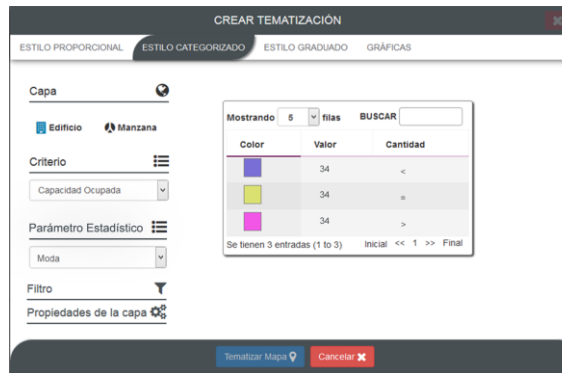 CREAR TEMATIZACIÓN
ESTILO PROPORCIONAL ESTILO CATEGORIZADO ESTILO GRADUADO GRÁFICAS
Capa
Edificio Manzana
Criterio
Capacidad Ocupada
Parámetro Estadístico
Moda
Filtro
Propiedades de la capa
Mostrando 5 filas BUSCAR
Color Valor Cantidad
34 <
34 =
34 >
Se tienen 3 entradas (1 to 3) Inicial << 1 >> Final
Tematizar Mapa Cancelar